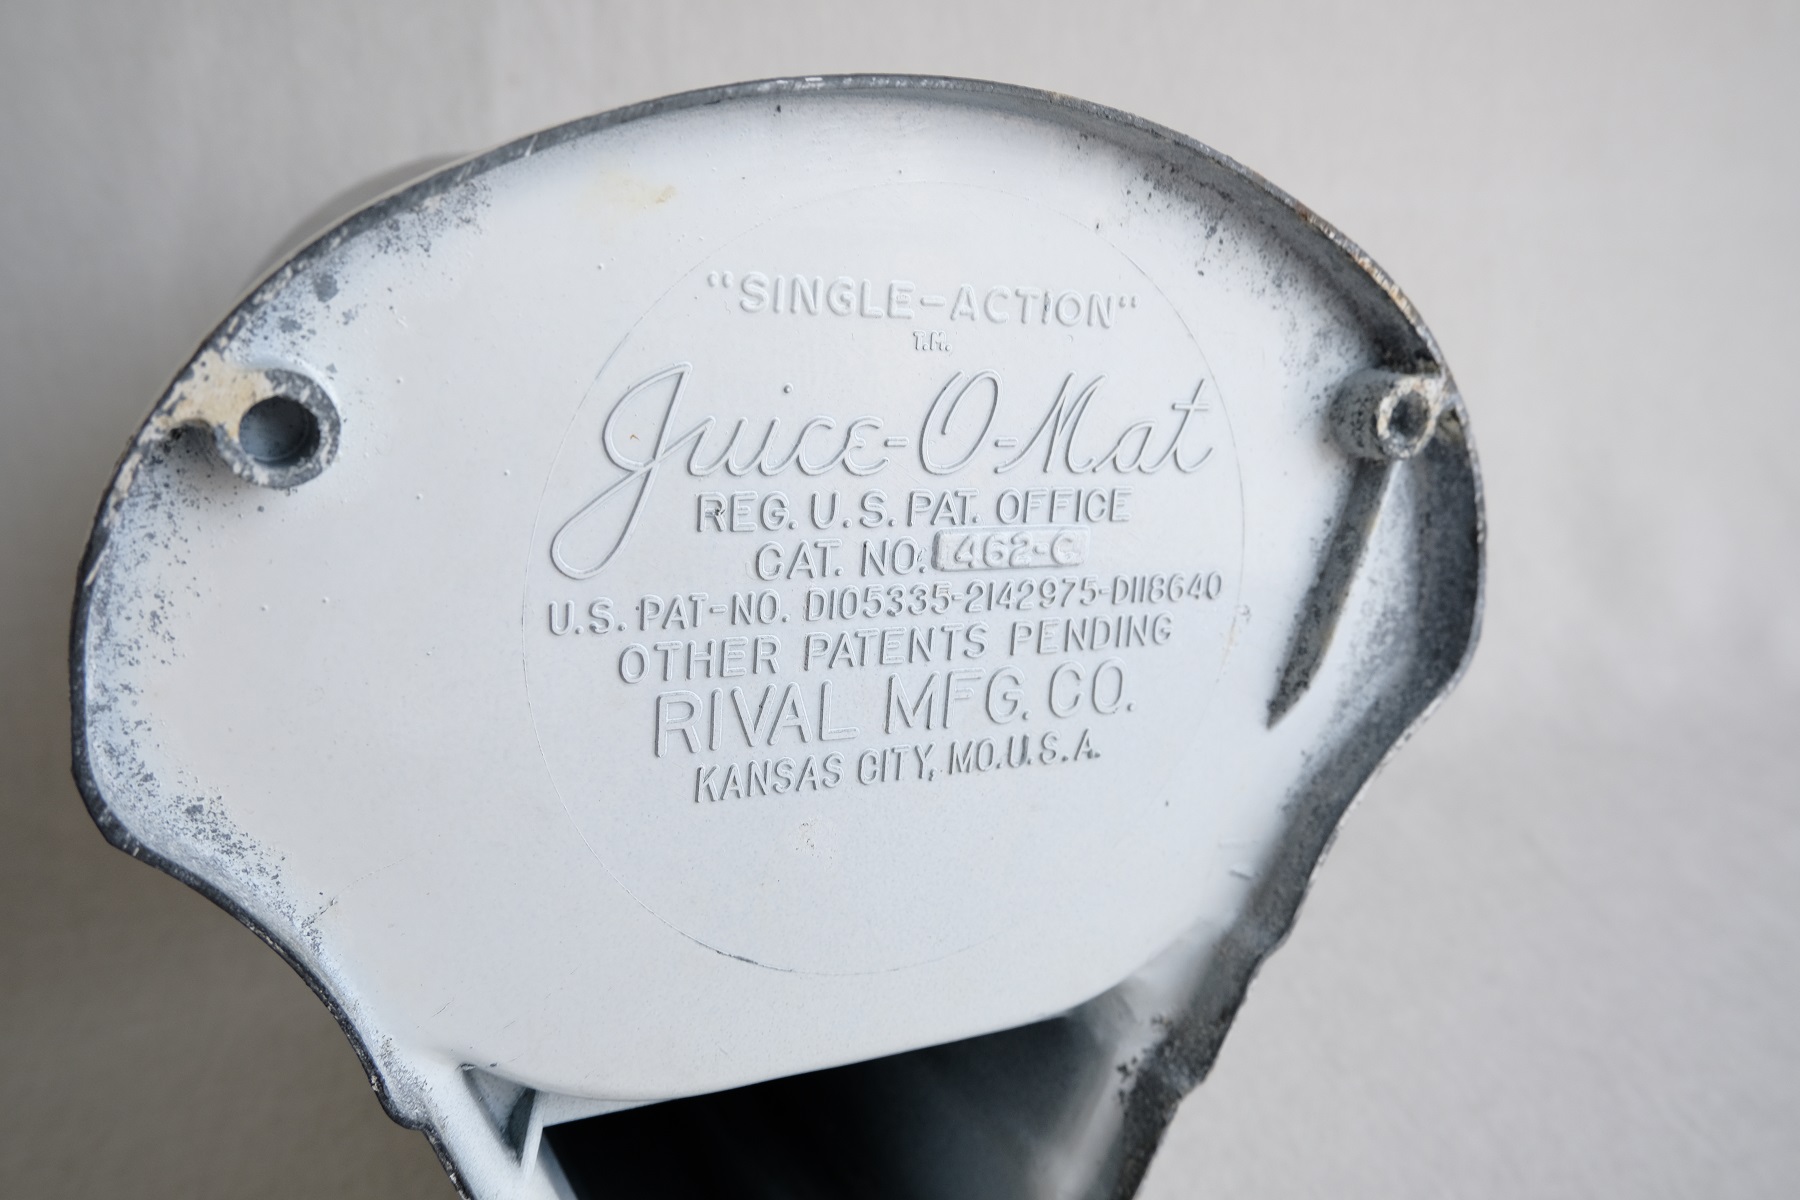 "SINGLE-ACTION"
T.M.
Juice-O-Mat
REG. U.S. PAT. OFFICE
CAT. NO. 462-C
U.S. PAT-NO. D105335-2142975-D118640
OTHER PATENTS PENDING
RIVAL MFG. CO.
KANSAS CITY, MO. U.S.A.